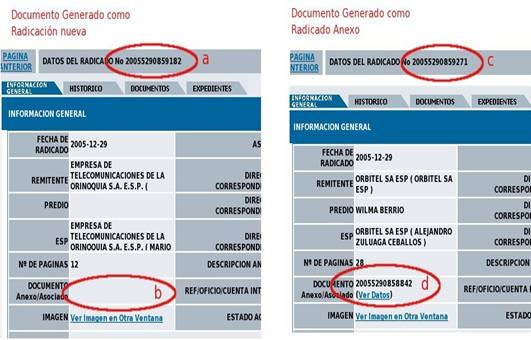 Documento Generado como
Radicación nueva
PAGINA
ANTERIOR
DATOS DEL RADICADO No 20055290859182
a
INFORMACION
GENERAL
HISTORICO
DOCUMENTOS
EXPEDIENTES
INFORMACION GENERAL
FECHA DE
RADICADO
2005-12-29
AS
REMITENTE
EMPRESA DE
TELECOMUNICACIONES DE LA
ORINOQUIA S.A. E.S.P. (
DIREC
CORRESPOND
PREDIO
DIREC
CORRESPOND
ESP
EMPRESA DE
TELECOMUNICACIONES DE LA
ORINOQUIA S.A. E.S.P. ( MARIO
DIREC
CORRESPOND
Nº DE PAGINAS 12
DESCRIPCION AN
DOCUMENTO
Anexo/Asociado
b
REF/OFICIO/CUENTA INT
IMAGEN
Ver Imagen en Otra Ventana
ESTADO AC
Documento Generado como
Radicado Anexo
PAGINA
ANTERIOR
DATOS DEL RADICADO No 20055290859271
c
INFORMACION
GENERAL
HISTORICO
DOCUMENTOS
EXPEDIENTES
INFORMACION GENERAL
FECHA DE
RADICADO
2005-12-29
REMITENTE
ORBITEL SA ESP ( ORBITEL SA
ESP )
DI
CORRESPON
PREDIO WILMA BERRIO
DI
CORRESPON
ESP
ORBITEL SA ESP ( ALEJANDRO
ZULUAGA CEBALLOS )
DI
CORRESPON
Nº DE PAGINAS 28
DESCRIPCION
DOCUMENTO
Anexo/Asociado
20055290858842
(Ver Datos)
d
REF/OFICIO/CUENTA I
IMAGEN
Ver Imagen en Otra Ventana
ESTADO